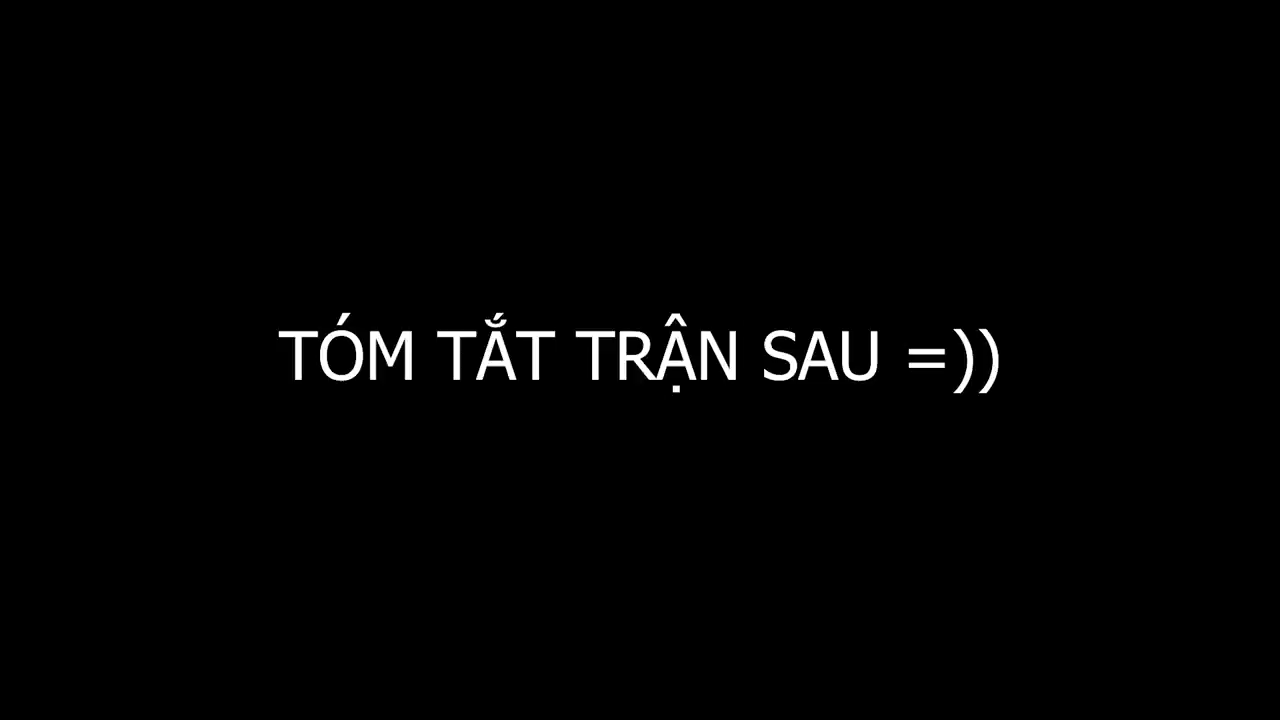 TÓM TẮT TRẬN SAU =))